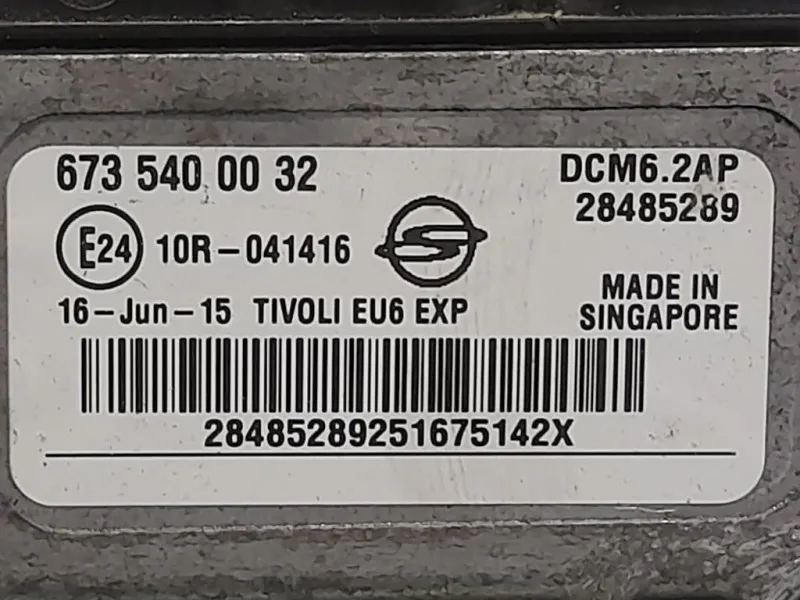 673 540 00 32
DCM6.2AP
28485289
E24 10R-041416
16-Jun-15 TIVOLI EU6 EXP
MADE IN
SINGAPORE
28485289251675142X